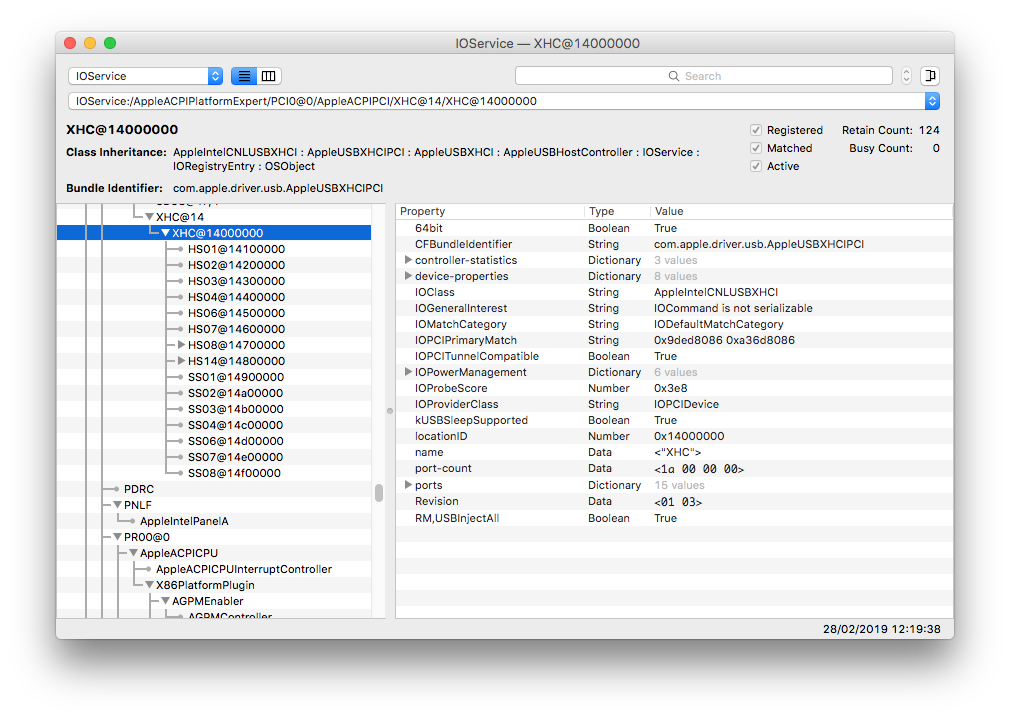 IOService — XHC@14000000
IOService
Search
IOService:/AppleACPIPlatformExpert/PCI0@0/AppleACPIPCI/XHC@14/XHC@14000000
XHC@14000000
Registered Retain Count: 124
Class Inheritance: AppleIntelCNLUSBXHCI : AppleUSBXHCIPCI : AppleUSBXHCI : AppleUSBHostController : IOService :
IORegistryEntry : OSObject
Matched Busy Count: 0
Active
Bundle Identifier: com.apple.driver.usb.AppleUSBXHCIPCI
XHC@14
XHC@14000000
HS01@14100000
HS02@14200000
HS03@14300000
HS04@14400000
HS06@14500000
HS07@14600000
HS08@14700000
HS14@14800000
SS01@14900000
SS02@14a00000
SS03@14b00000
SS04@14c00000
SS06@14d00000
SS07@14e00000
SS08@14f00000
PDRC
PNLF
AppleIntelPanelA
PR00@0
AppleACPICPU
AppleACPICPUInterruptController
X86PlatformPlugin
AGPMEnabler
AGPMController
Property Type Value
64bit Boolean True
CFBundleIdentifier String com.apple.driver.usb.AppleUSBXHCIPCI
controller-statistics Dictionary 3 values
device-properties Dictionary 8 values
IOClass String AppleIntelCNLUSBXHCI
IOGeneralInterest String IOCommand is not serializable
IOMatchCategory String IODefaultMatchCategory
IOPCIPrimaryMatch String 0x9ded8086 0xa36d8086
IOPCITunnelCompatible Boolean True
IOPowerManagement Dictionary 6 values
IOProbeScore Number 0x3e8
IOProviderClass String IOPCIDevice
kUSBSleepSupported Boolean True
locationID Number 0x14000000
name Data <"XHC">
port-count Data <1a 00 00 00>
ports Dictionary 15 values
Revision Data <01 03>
RM,USBInjectAll Boolean True
28/02/2019 12:19:38